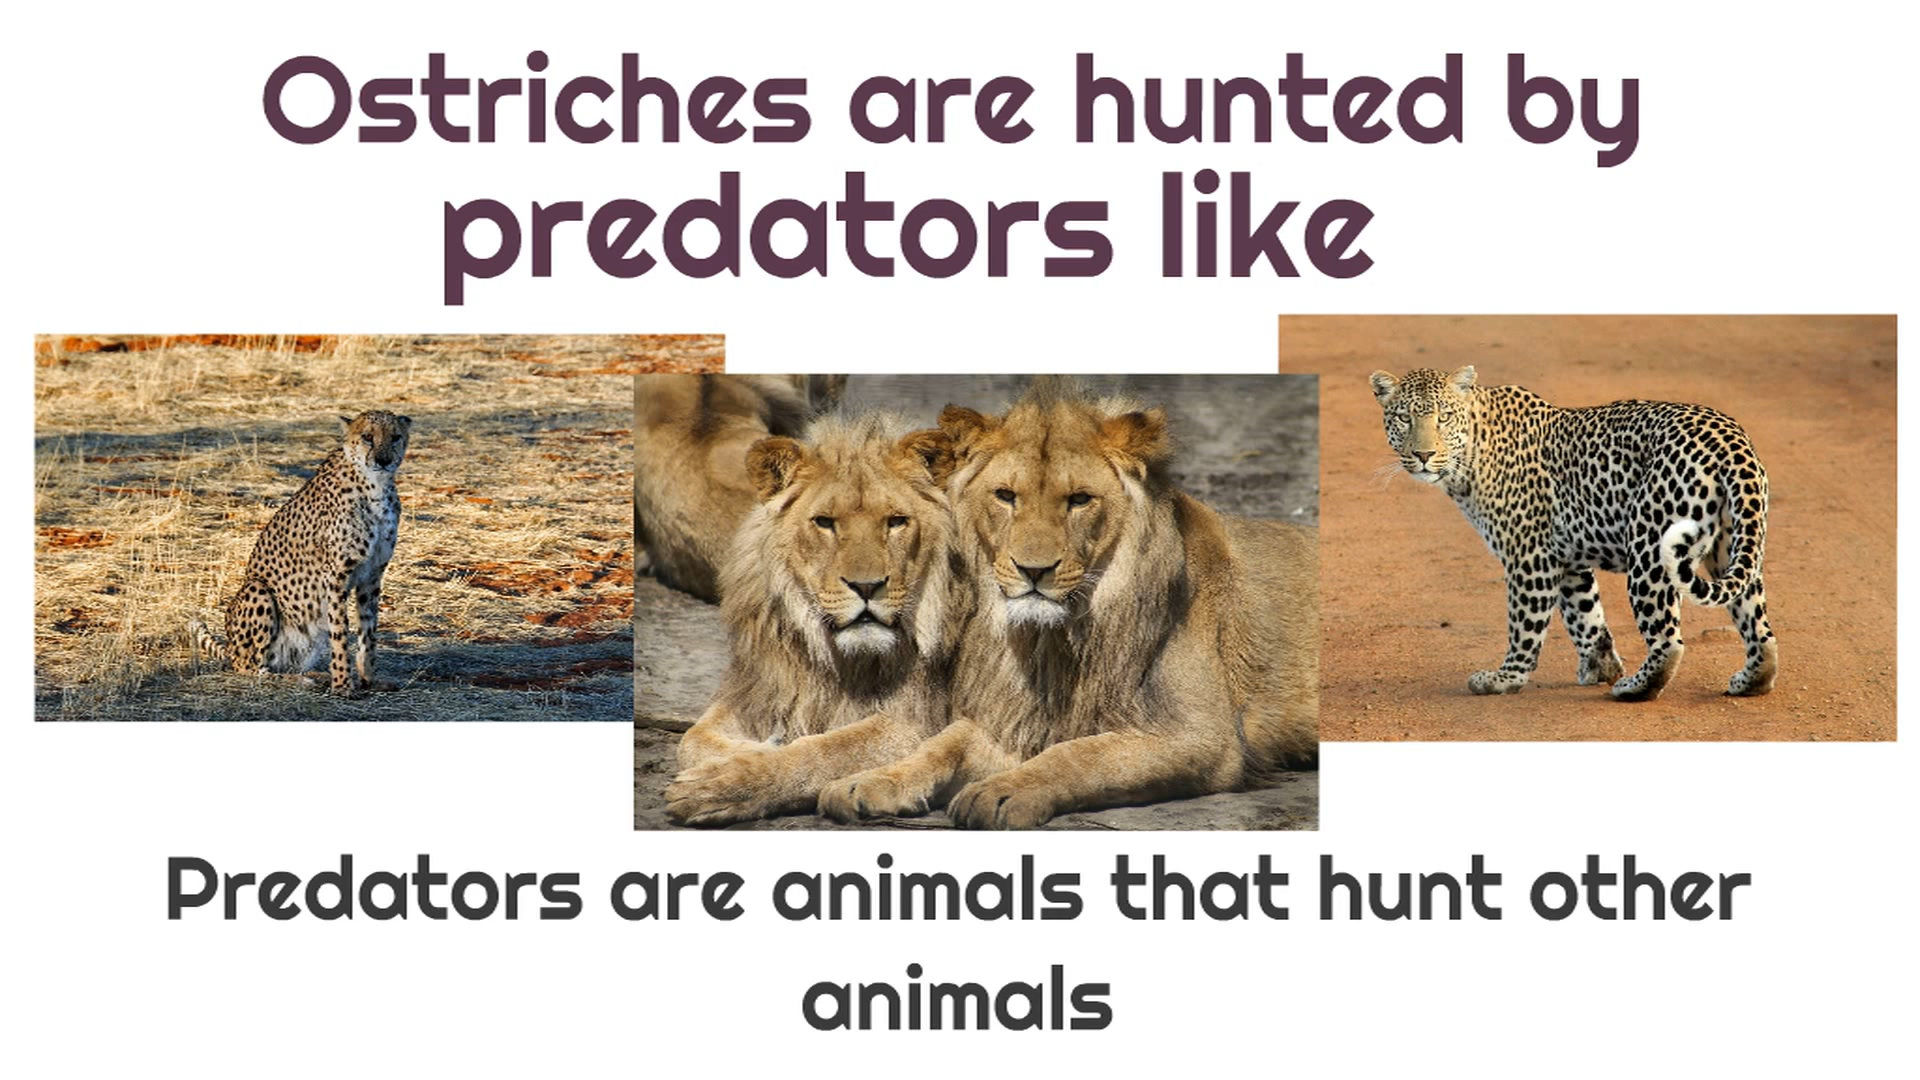 Ostriches are hunted by
predators like
Predators are animals that hunt other
animals